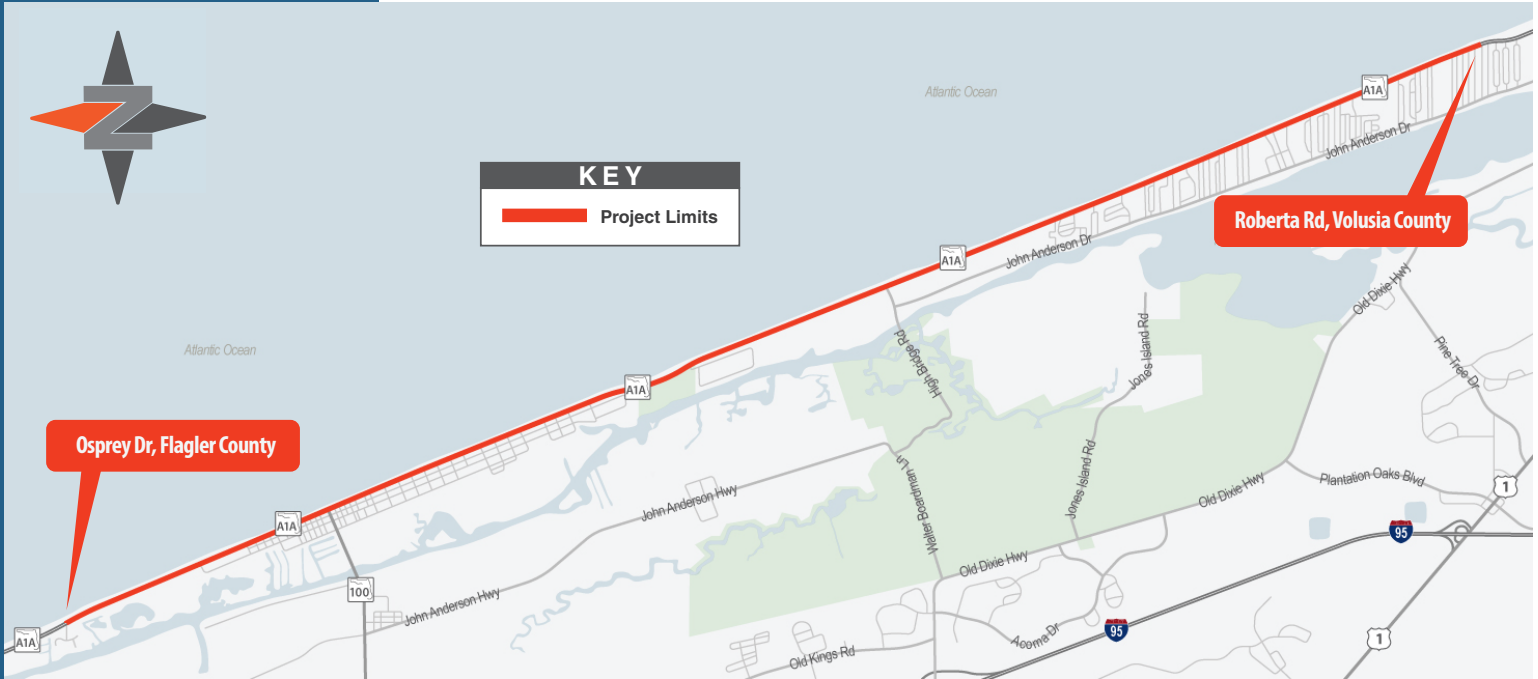 Atlantic Ocean
A1A
John Anderson Dr
KEY
Project Limits
Roberta Rd, Volusia County
A1A
John Anderson Dr
Old Dixie Hwy
Atlantic Ocean
High Bridge Rd
Jones Island Rd
Pine Tree Dr
A1A
Osprey Dr, Flagler County
Jones Island Rd
Plantation Oaks Blvd
1
John Anderson Hwy
Walter Boardman Ln
Old Dixie Hwy
A1A
95
Old Dixie Hwy
100
John Anderson Hwy
A1A
Acoma Dr
95
1
Old Kings Rd
N